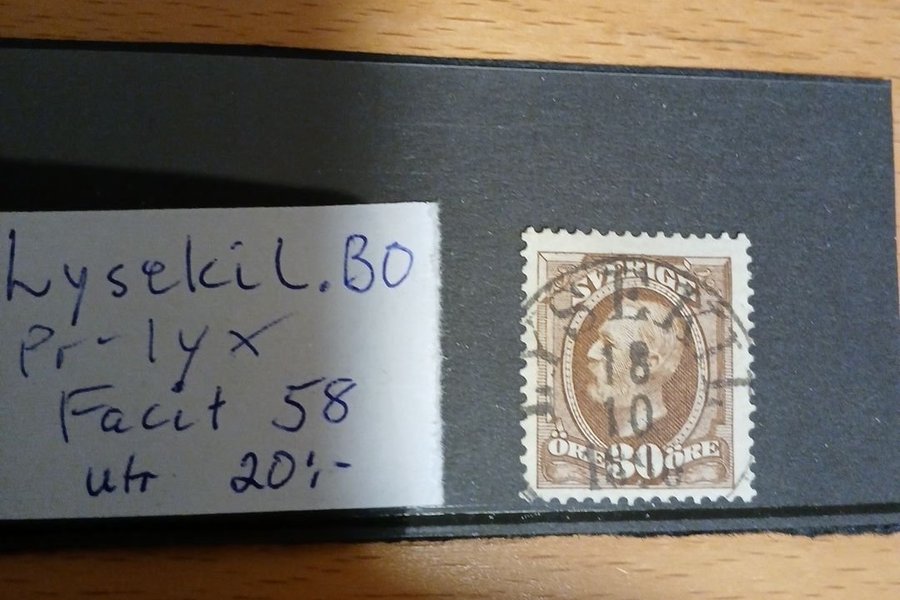 Lysekil.BO
Pr-lyx
Facit 58
utr 20:-
SVERIGE
18
10
ÖRE 30 ÖRE